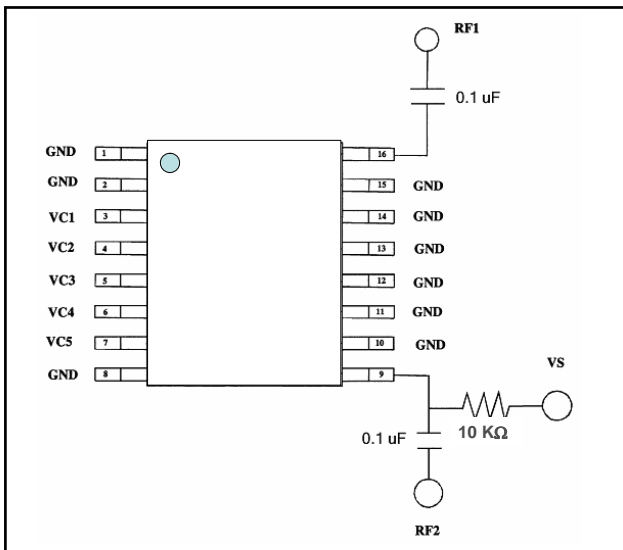 RF1
0.1 uF
GND 1
16
GND 2
15 GND
VC1 3
14 GND
VC2 4
13 GND
VC3 5
12 GND
VC4 6
11 GND
VC5 7
10 GND
GND 8
9
VS
10 KΩ
0.1 uF
RF2